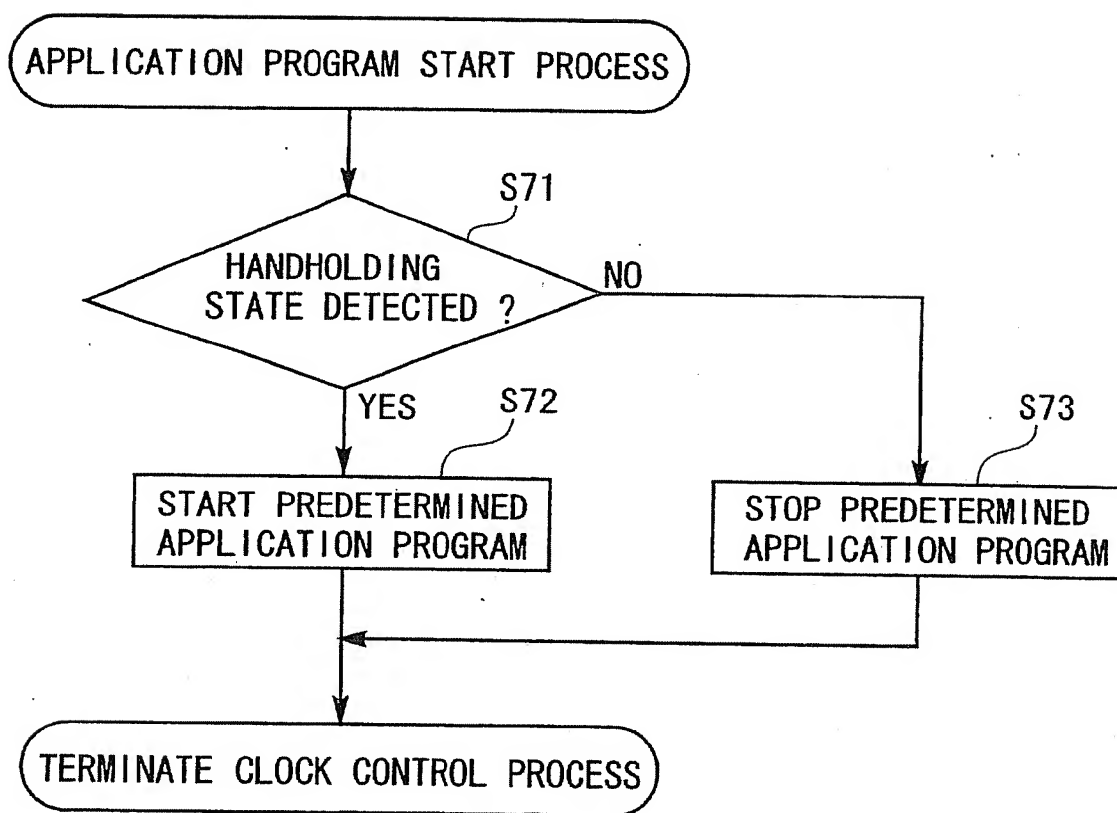 APPLICATION PROGRAM START PROCESS
S71
HANDHOLDING
STATE DETECTED ?
NO
YES
S72
S73
START PREDETERMINED
APPLICATION PROGRAM
STOP PREDETERMINED
APPLICATION PROGRAM
TERMINATE CLOCK CONTROL PROCESS